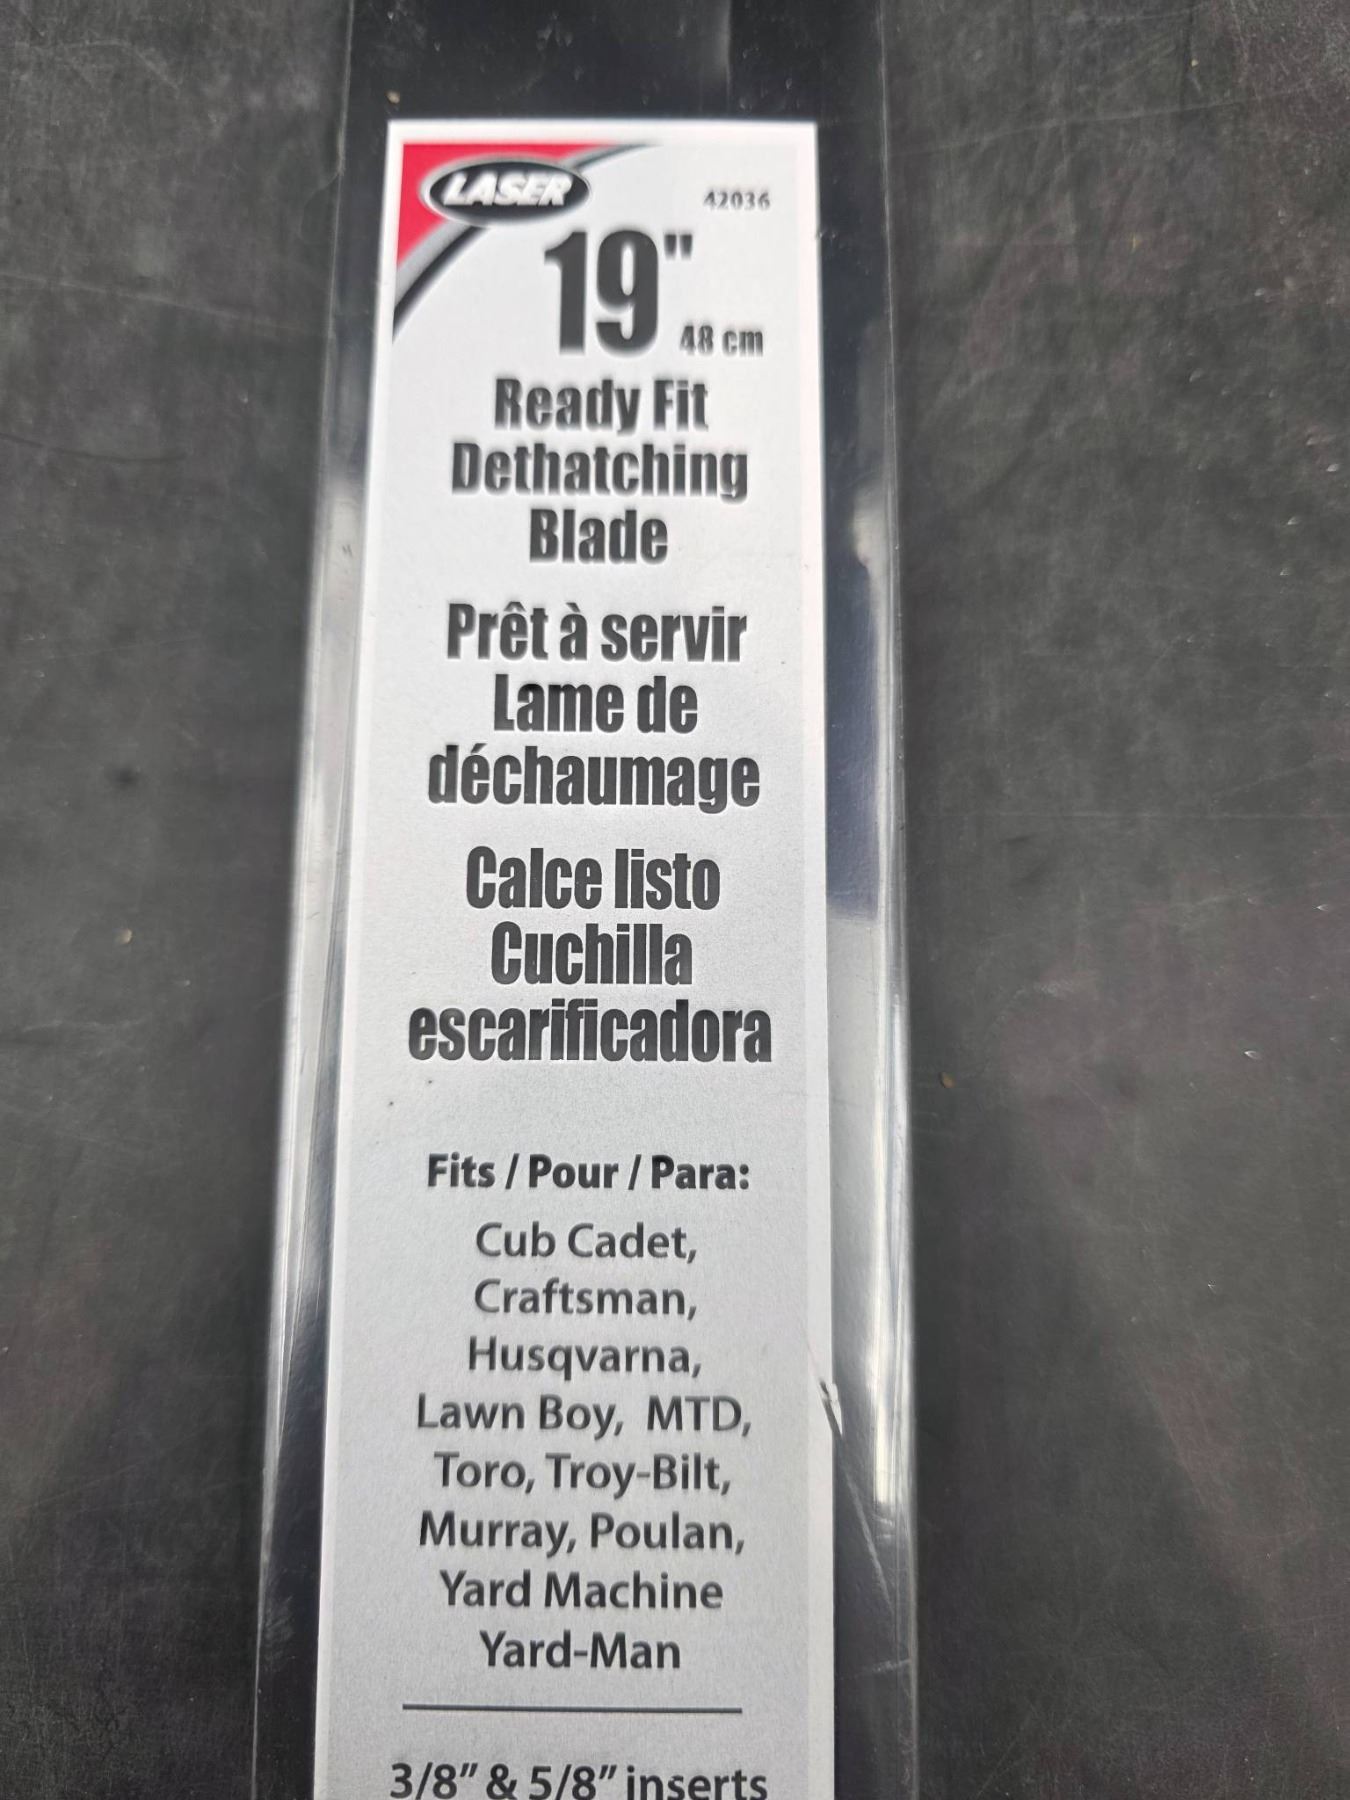 LASER
42036
19"
48 cm
Ready Fit
Dethatching
Blade
Prêt à servir
Lame de
déchaumage
Calce listo
Cuchilla
escarificadora
Fits / Pour / Para:
Cub Cadet,
Craftsman,
Husqvarna,
Lawn Boy, MTD,
Toro, Troy-Bilt,
Murray, Poulan,
Yard Machine
Yard-Man
3/8” & 5/8” inserts